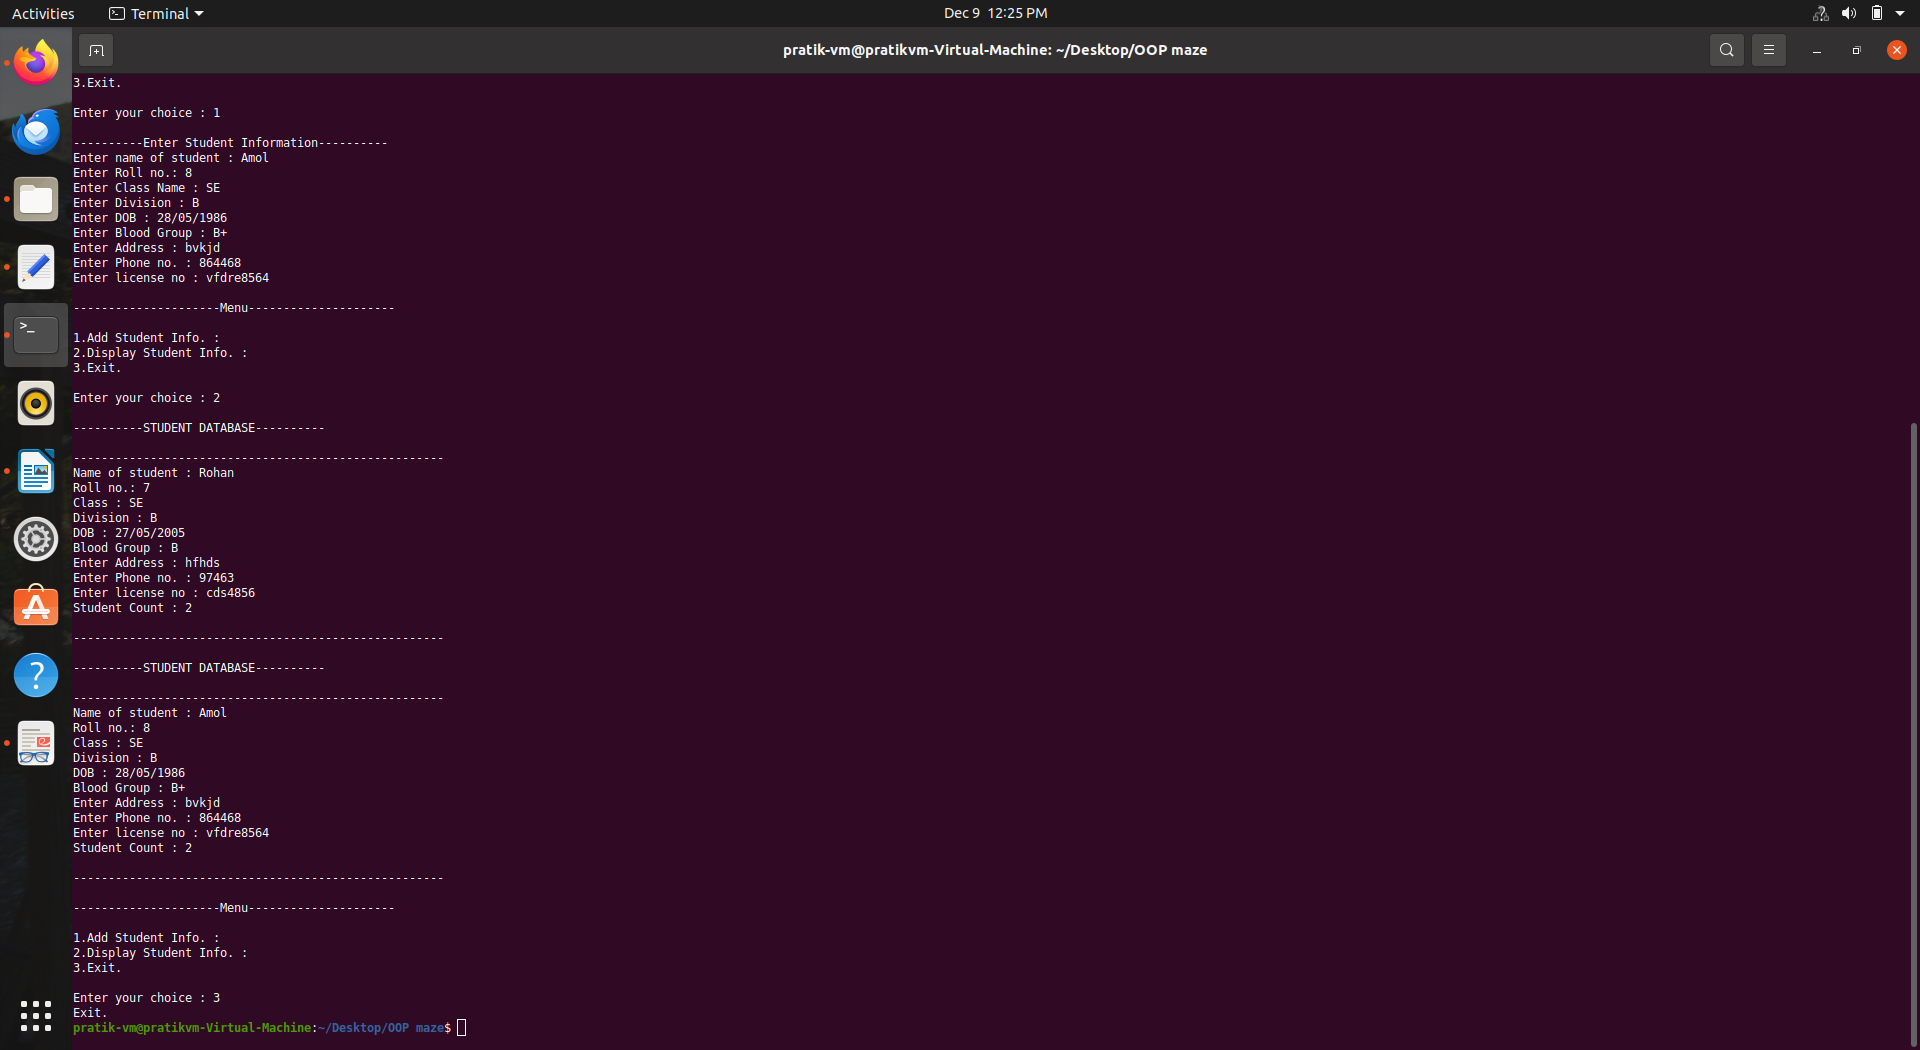 Activities
Terminal
Dec 9 12:25 PM
pratik-vm@pratikvm-Virtual-Machine: ~/Desktop/OOP maze
3.Exit.
Enter your choice : 1
----------Enter Student Information----------
Enter name of student : Amol
Enter Roll no.: 8
Enter Class Name : SE
Enter Division : B
Enter DOB : 28/05/1986
Enter Blood Group : B+
Enter Address : bvkjd
Enter Phone no. : 864468
Enter license no : vfdre8564
---------------------Menu---------------------
1.Add Student Info. :
2.Display Student Info. :
3.Exit.
Enter your choice : 2
----------STUDENT DATABASE----------
-----------------------------------------------------
Name of student : Rohan
Roll no.: 7
Class : SE
Division : B
DOB : 27/05/2005
Blood Group : B
Enter Address : hfhds
Enter Phone no. : 97463
Enter license no : cds4856
Student Count : 2
-----------------------------------------------------
----------STUDENT DATABASE----------
-----------------------------------------------------
Name of student : Amol
Roll no.: 8
Class : SE
Division : B
DOB : 28/05/1986
Blood Group : B+
Enter Address : bvkjd
Enter Phone no. : 864468
Enter license no : vfdre8564
Student Count : 2
-----------------------------------------------------
---------------------Menu---------------------
1.Add Student Info. :
2.Display Student Info. :
3.Exit.
Enter your choice : 3
Exit.
pratik-vm@pratikvm-Virtual-Machine:~/Desktop/OOP maze$